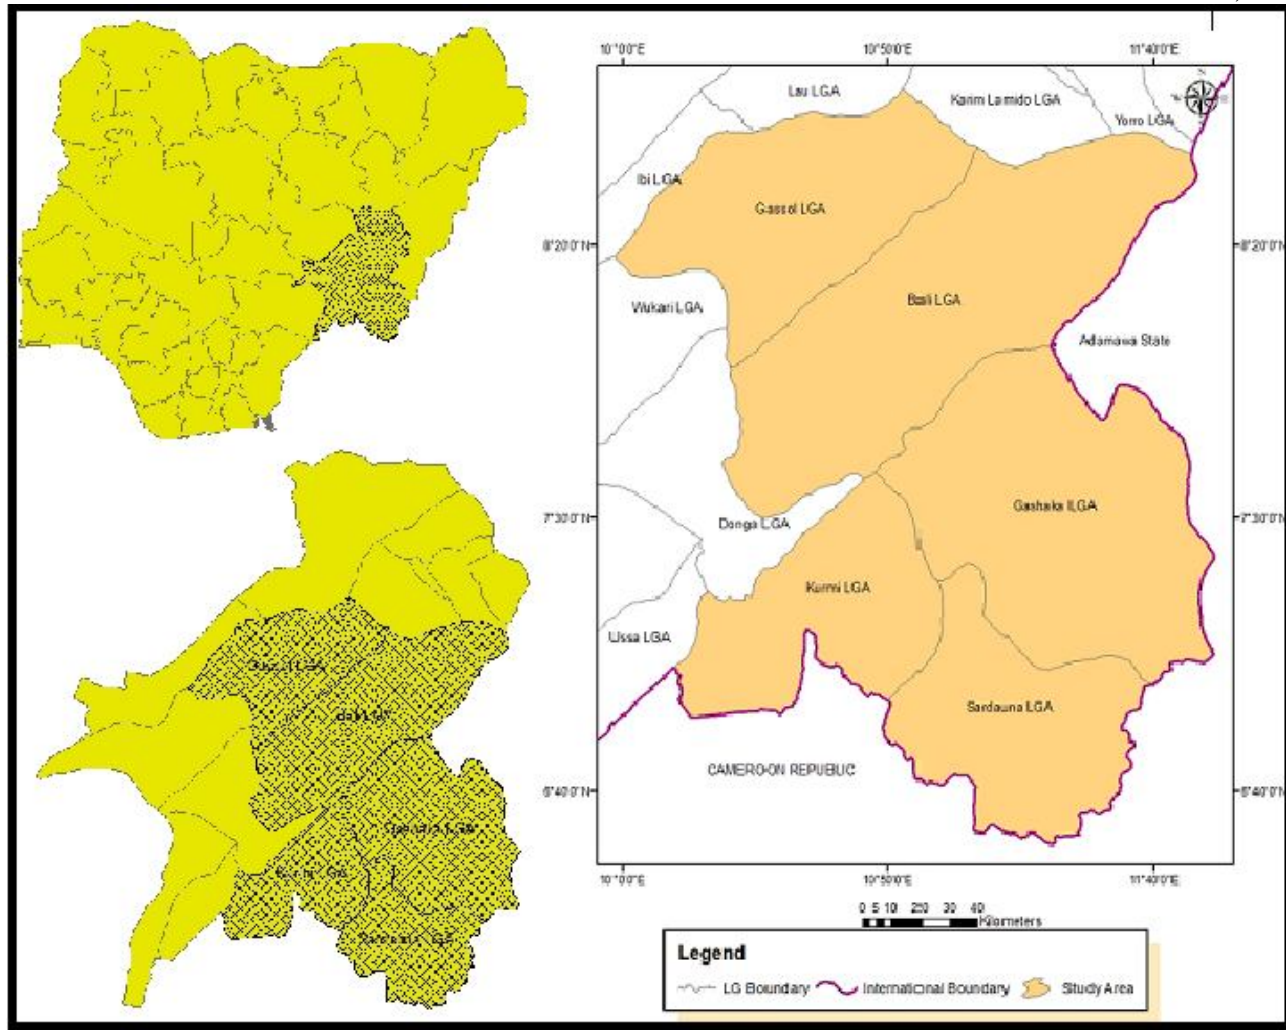 10°0'0"E
10°50'0"E
11°40'0"E
Lau LGA
Karim Lamido LGA
Yorro LGA
Ibi LGA
Gassol LGA
8°20'0"N
8°20'0"N
Bali LGA
Wukari LGA
Adamawa State
Gashaka LGA
7°30'0"N
7°30'0"N
Donga LGA
Kurmi LGA
Ussa LGA
Sardauna LGA
CAMEROON REPUBLIC
6°40'0"N
6°40'0"N
10°0'0"E
10°50'0"E
11°40'0"E
0 5 10 20 30 40
Kilometers
Legend
LG Boundary
International Boundary
Study Area